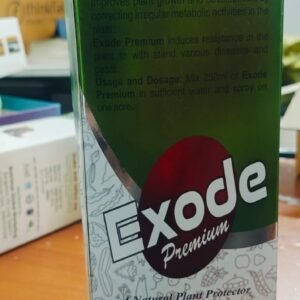 improves plant growth and development by
correcting irregular metabolic activities in the
plant.
Exode Premium induces resistance in the
plant to with stand various diseases and
Usage and Dosage: Mix 250ml of Exode
Premium in sufficient water and spray on
one acre.
Exode
Premium
A Natural Plant Protector